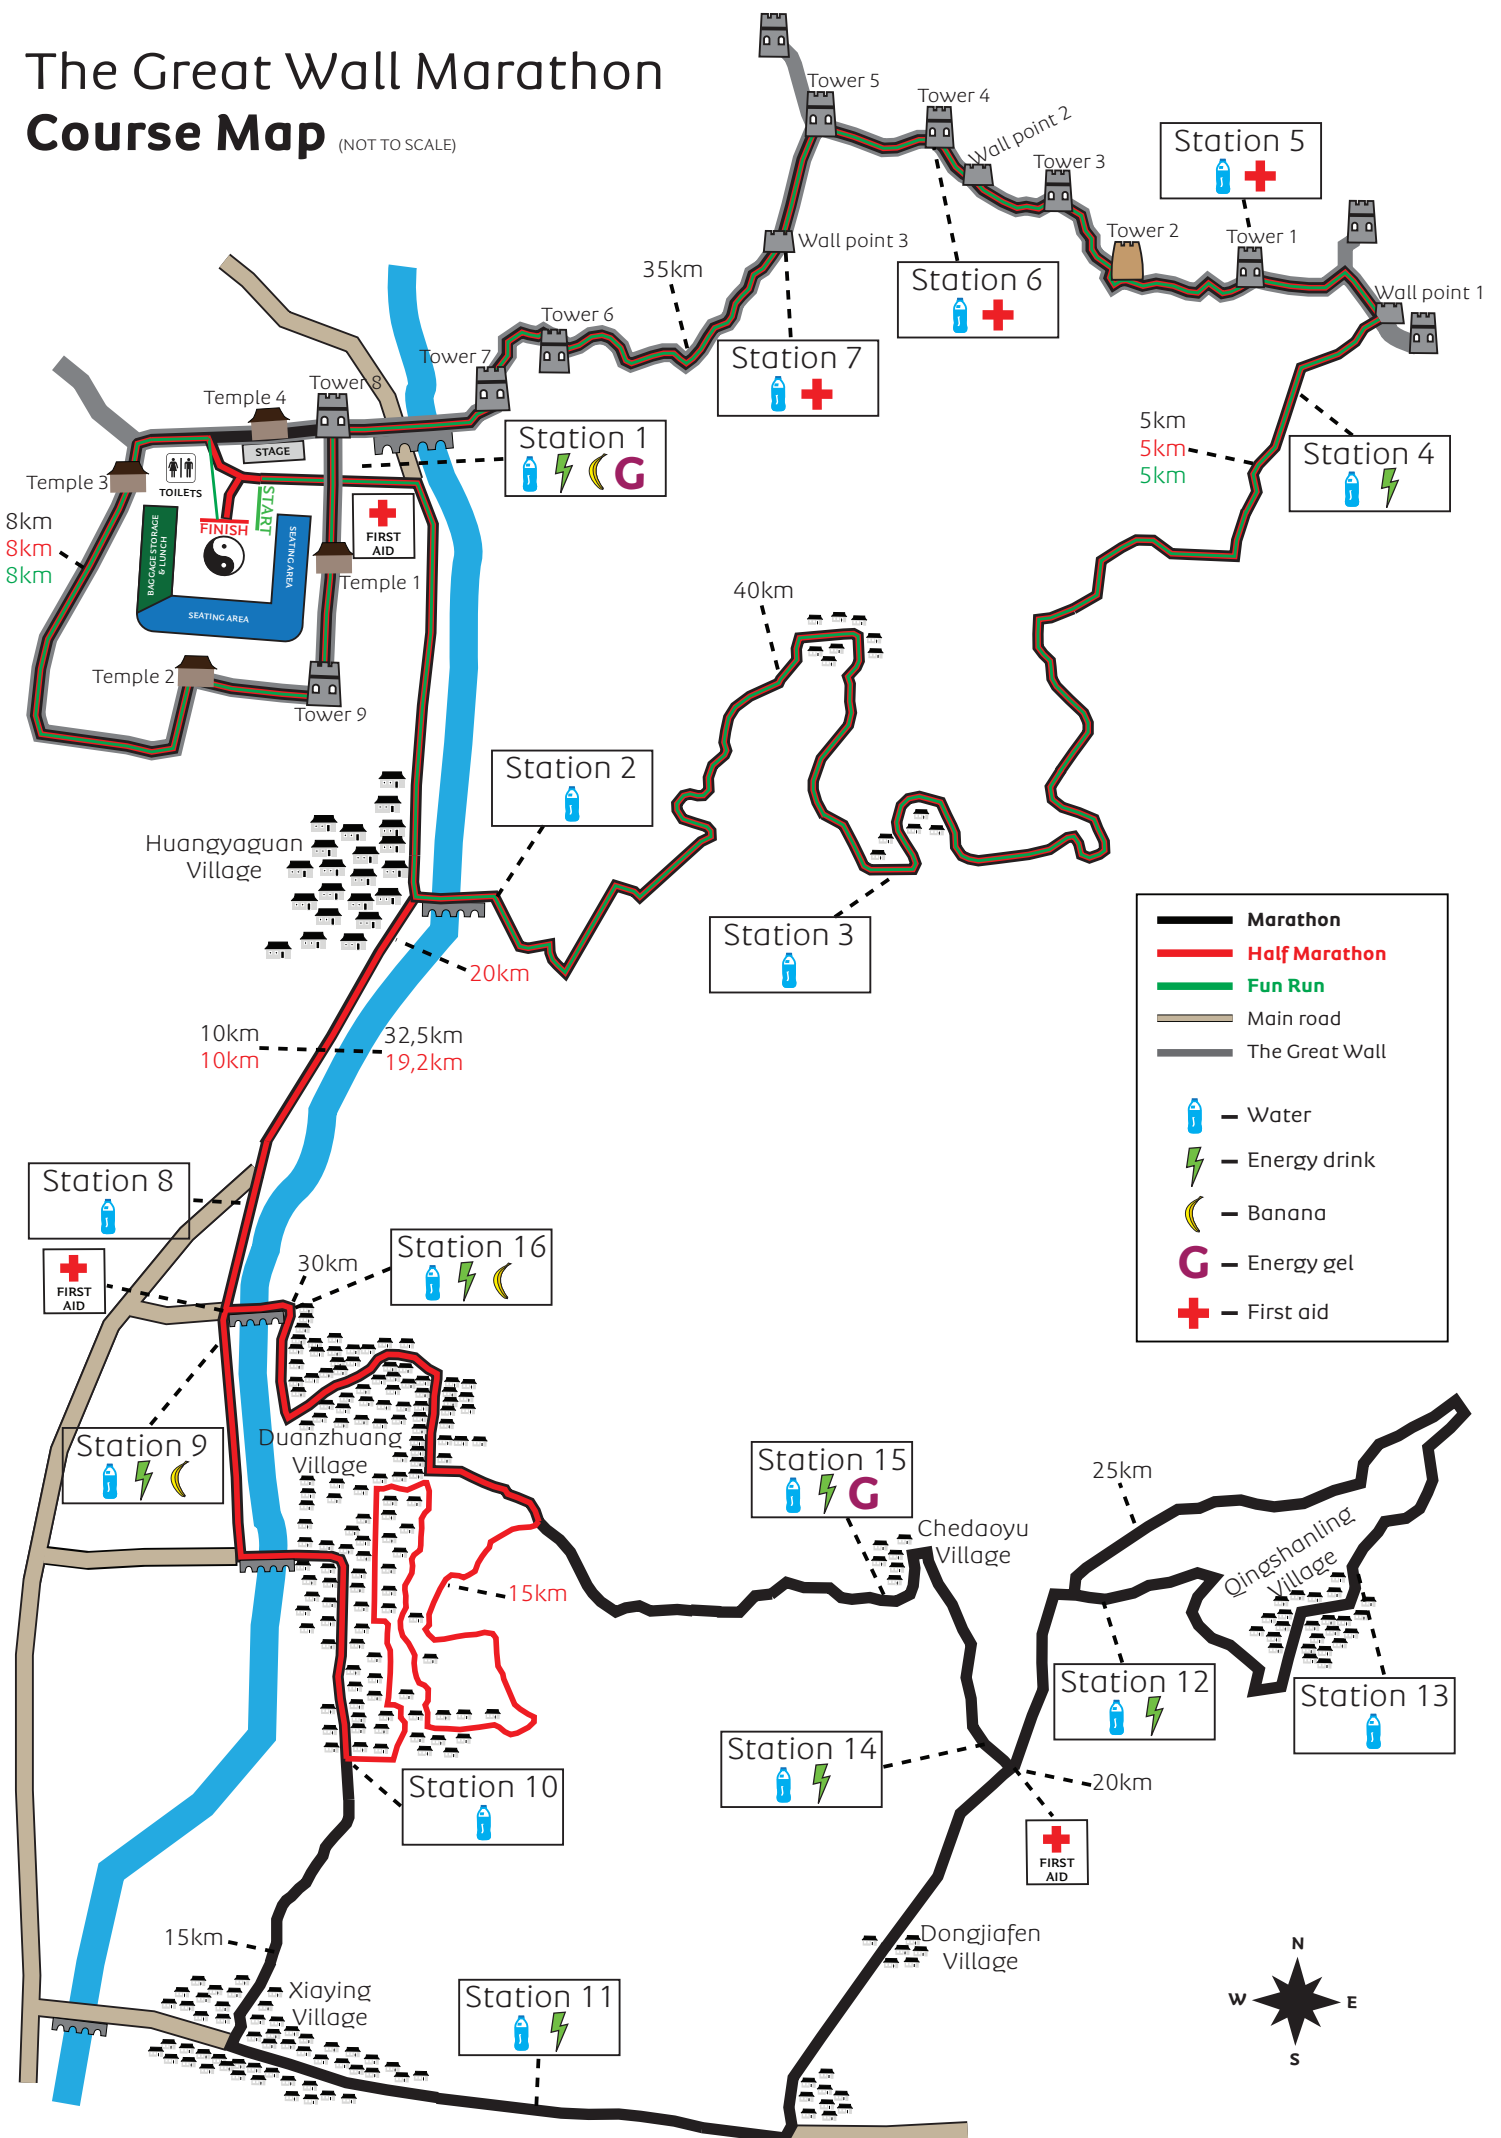 The Great Wall Marathon
Course Map (NOT TO SCALE)
Tower 5
Tower 4
Wall point 2
Tower 3
Station 5
Tower 2
Tower 1
Wall point 1
Wall point 3
35km
Station 6
Tower 6
Tower 7
Station 7
Temple 4
Tower 8
STAGE
Station 1
G
5km
5km
5km
Station 4
Temple 3
TOILETS
START
FINISH
FIRST
AID
8km
8km
8km
BAGGAGE STORAGE
& LUNCH
SEATING AREA
SEATING AREA
Temple 1
Temple 2
Tower 9
40km
Station 2
Huangyaguan
Village
Station 3
20km
10km
10km
32,5km
19,2km
Marathon
Half Marathon
Fun Run
Main road
The Great Wall
– Water
– Energy drink
– Banana
G – Energy gel
– First aid
Station 8
FIRST
AID
30km
Station 16
Station 9
Duanzhuang
Village
Station 15
G
Chedaoyu
Village
25km
Qingshanling
Village
15km
Station 12
Station 13
Station 14
20km
FIRST
AID
Station 10
15km
Xiaying
Village
Station 11
Dongjiafen
Village
N
W
E
S